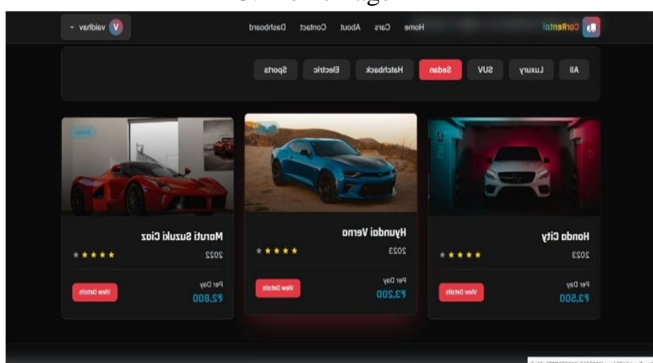 CarRental
Home Cars About Contact Dashboard
V vaibhav
All Luxury SUV Sedan Hatchback Electric Sports
Honda City
2023
Per Day
₹3,500
View Details
Hyundai Verna
2023
Per Day
₹3,200
View Details
Sedan
Maruti Suzuki Ciaz
2022
Per Day
₹2,800
View Details